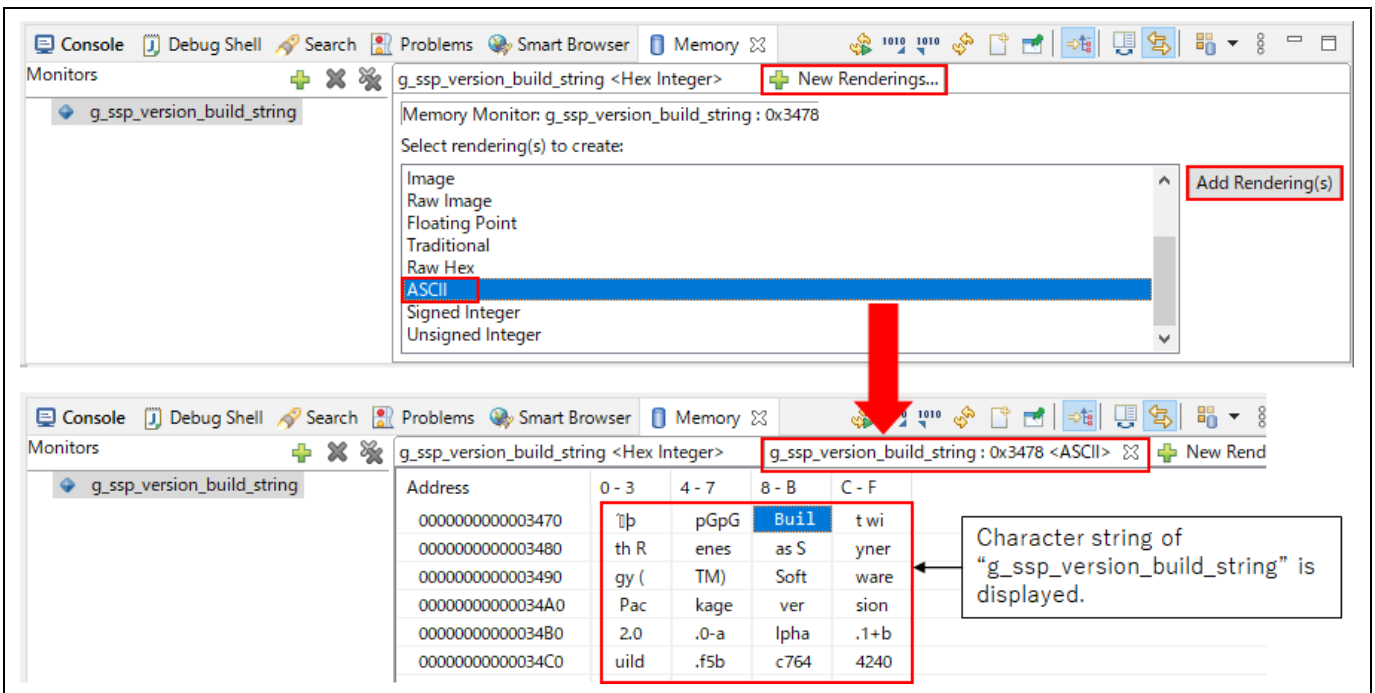 Console Debug Shell Search Problems Smart Browser Memory
Monitors g_ssp_version_build_string <Hex Integer> New Renderings...
g_ssp_version_build_string Memory Monitor: g_ssp_version_build_string : 0x3478
Select rendering(s) to create:
Image Add Rendering(s)
Raw Image
Floating Point
Traditional
Raw Hex
ASCII
Signed Integer
Unsigned Integer
Console Debug Shell Search Problems Smart Browser Memory
Monitors g_ssp_version_build_string <Hex Integer> g_ssp_version_build_string : 0x3478 <ASCII> New Rend
g_ssp_version_build_string Address 0 - 3 4 - 7 8 - B C - F
0000000000003470 pGpG Buil t wi
0000000000003480 th R enes as S yner
0000000000003490 gy ( TM) Soft ware
00000000000034A0 Pac kage ver sion
00000000000034B0 2.0 .0-a lpha .1+b
00000000000034C0 uild .f5b c764 4240
Character string of
“g_ssp_version_build_string” is
displayed.